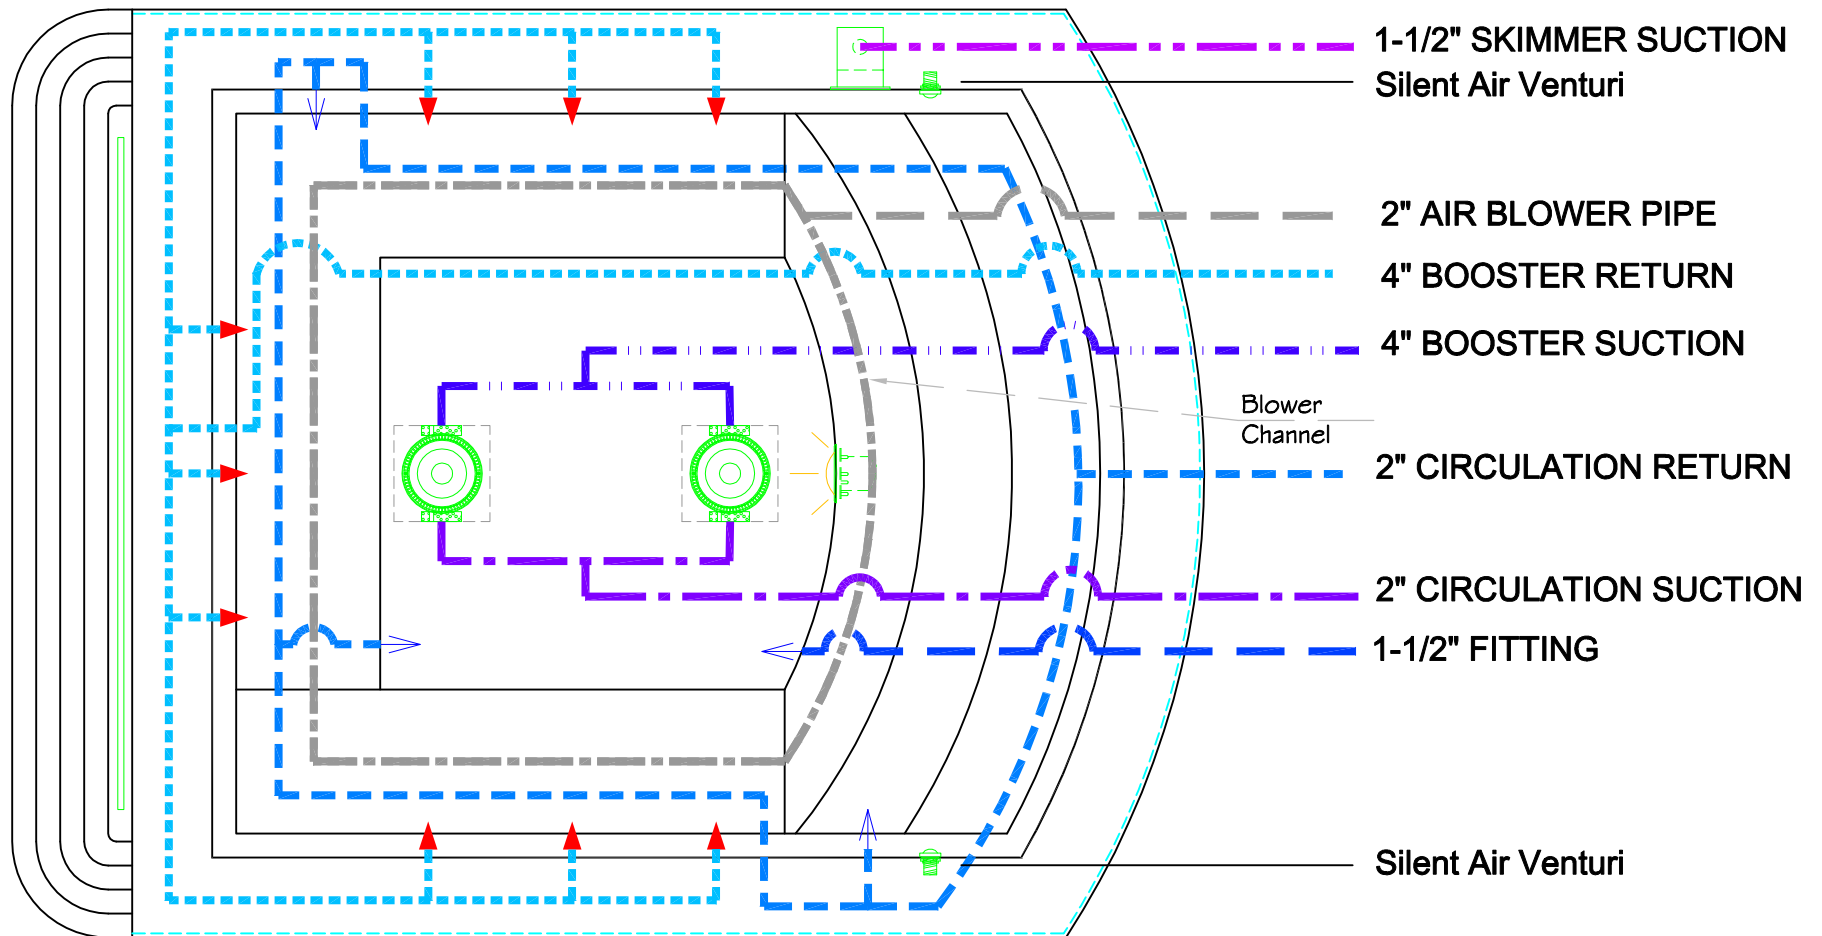 1-1/2" SKIMMER SUCTION
Silent Air Venturi
2" AIR BLOWER PIPE
4" BOOSTER RETURN
4" BOOSTER SUCTION
Blower
Channel
2" CIRCULATION RETURN
2" CIRCULATION SUCTION
1-1/2" FITTING
Silent Air Venturi